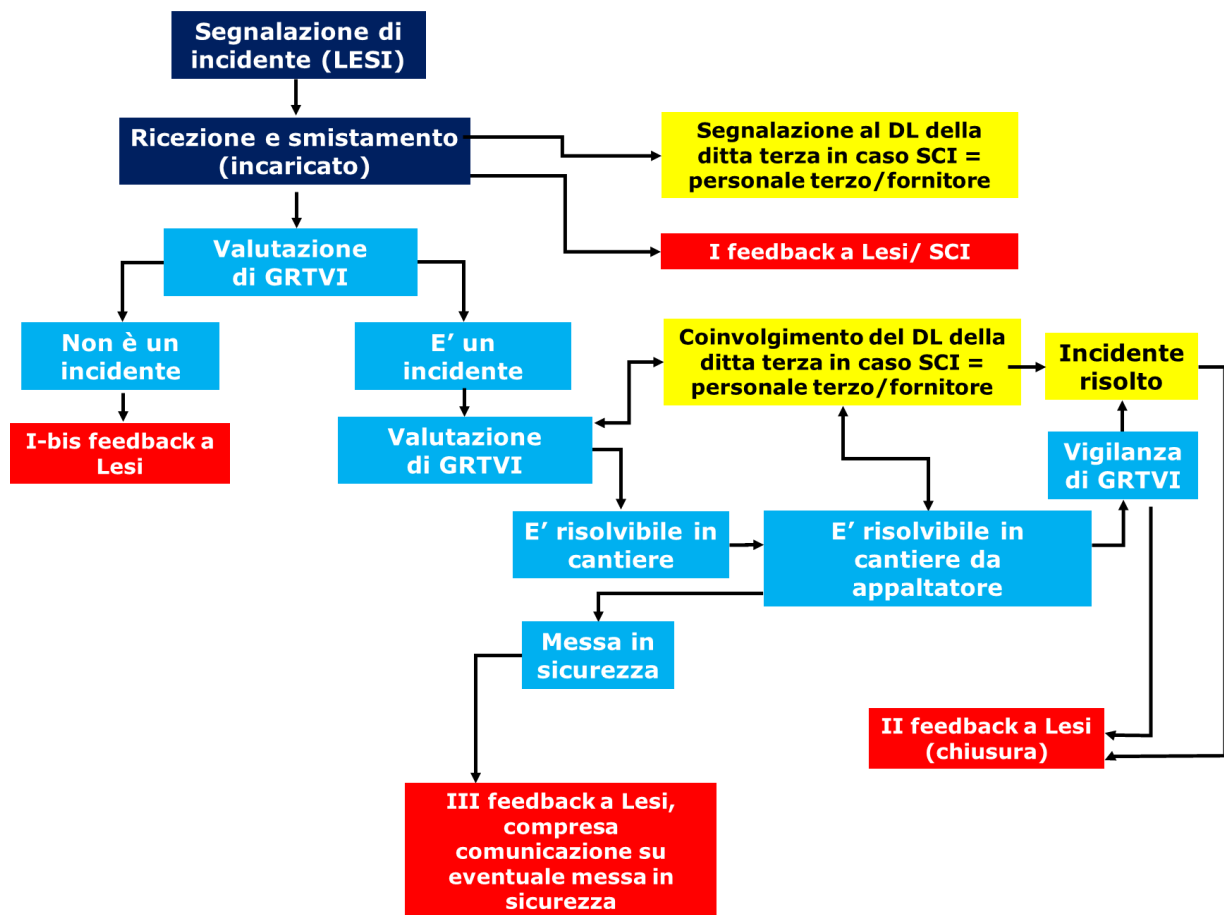 Segnalazione di
incidente (LESI)
Ricezione e smistamento
(incaricato)
Segnalazione al DL della
ditta terza in caso SCI =
personale terzo/fornitore
Valutazione
di GRTVI
I feedback a Lesi/ SCI
Non è un
incidente
E’ un
incidente
Coinvolgimento del DL della
ditta terza in caso SCI =
personale terzo/fornitore
Incidente
risolto
I-bis feedback a
Lesi
Valutazione
di GRTVI
Vigilanza
di GRTVI
E’ risolvibile in
cantiere
E’ risolvibile in
cantiere da
appaltatore
Messa in
sicurezza
II feedback a Lesi
(chiusura)
III feedback a Lesi,
compresa
comunicazione su
eventuale messa in
sicurezza